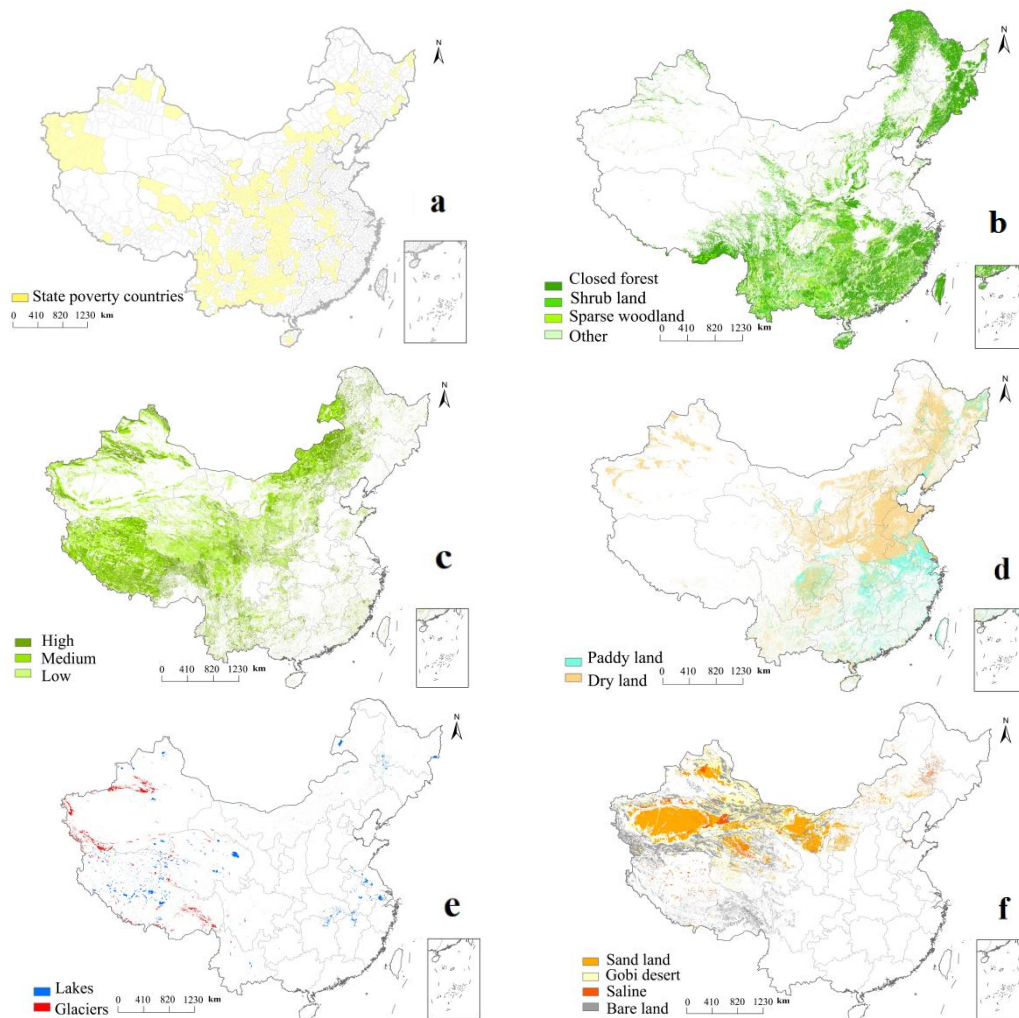 N
a
State poverty countries
0 410 820 1230 km
N
b
Closed forest
Shrub land
Sparse woodland
Other
0 410 820 1230
km
N
c
High
Medium
Low
0 410 820 1230 km
N
d
Paddy land
Dry land
0 410 820 1230 km
N
e
Lakes
Glaciers
0 410 820 1230 km
N
f
Sand land
Gobi desert
Saline
Bare land
0 410 820 1230 km